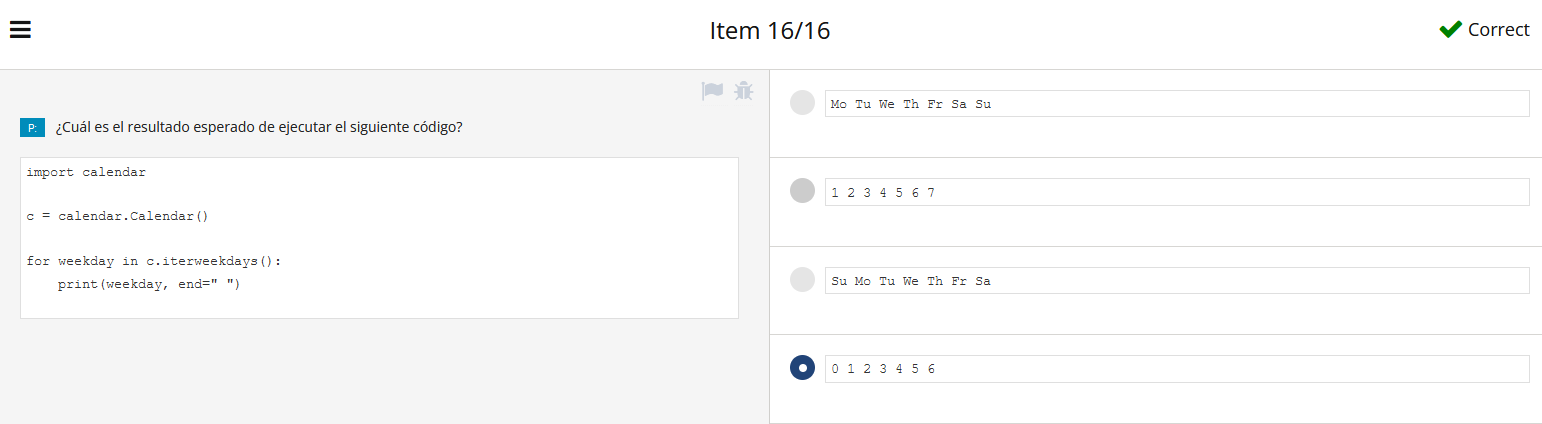 Item 16/16
Correct
P: ¿Cuál es el resultado esperado de ejecutar el siguiente código?
import calendar
c = calendar.Calendar()
for weekday in c.iterweekdays():
    print(weekday, end=" ")
Mo Tu We Th Fr Sa Su
1 2 3 4 5 6 7
Su Mo Tu We Th Fr Sa
0 1 2 3 4 5 6